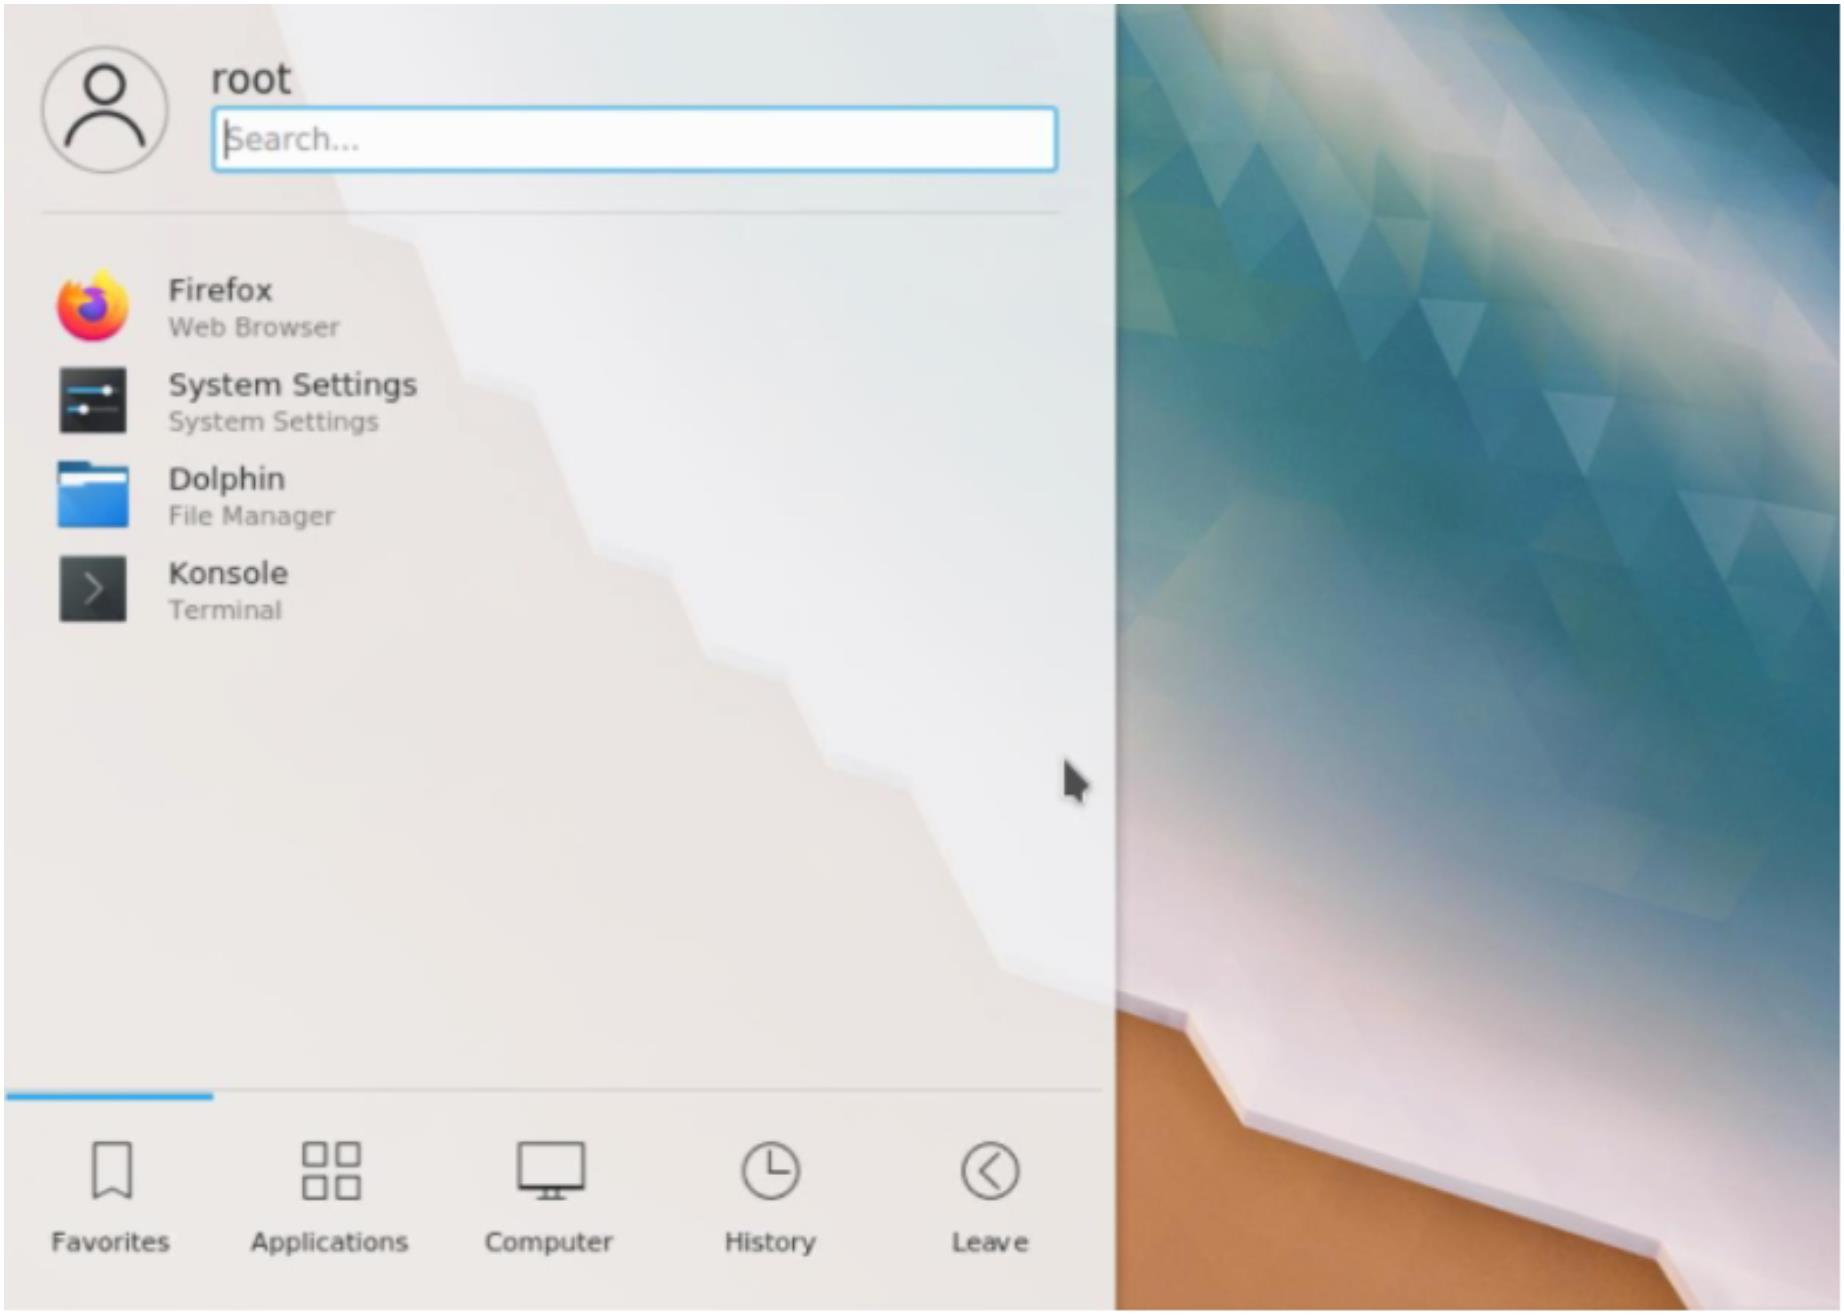 root
Search...
Firefox
Web Browser
System Settings
System Settings
Dolphin
File Manager
Konsole
Terminal
Favorites
Applications
Computer
History
Leave